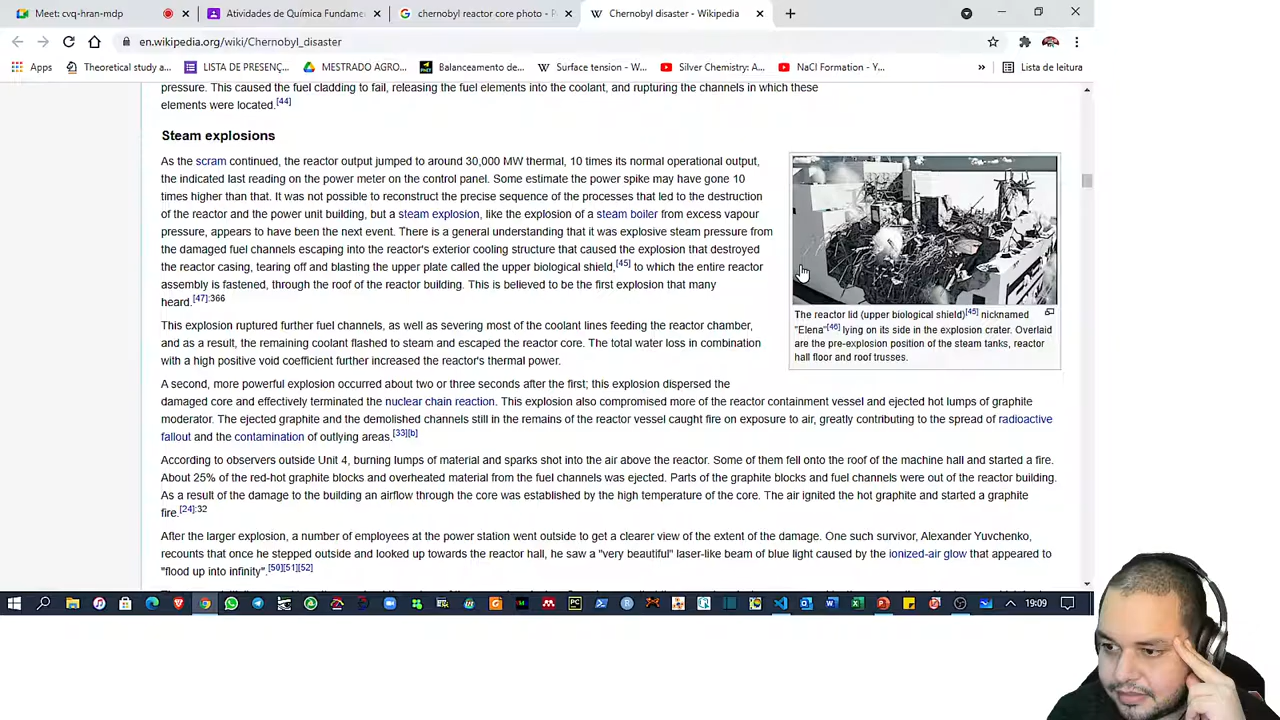 Meet: cvq-hran-mdp
Atividades de Química Fundame
chernobyl reactor core photo - P
Chernobyl disaster - Wikipedia
en.wikipedia.org/wiki/Chernobyl_disaster
Apps
Theoretical study a...
LISTA DE PRESENÇ...
MESTRADO AGRO...
Balanceamento de...
Surface tension - W...
Silver Chemistry: A...
NaCl Formation - Y...
»
Lista de leitura
pressure. This caused the fuel cladding to fail, releasing the fuel elements into the coolant, and rupturing the channels in which these
elements were located.[44]
Steam explosions
As the scram continued, the reactor output jumped to around 30,000 MW thermal, 10 times its normal operational output,
the indicated last reading on the power meter on the control panel. Some estimate the power spike may have gone 10
times higher than that. It was not possible to reconstruct the precise sequence of the processes that led to the destruction
of the reactor and the power unit building, but a steam explosion, like the explosion of a steam boiler from excess vapour
pressure, appears to have been the next event. There is a general understanding that it was explosive steam pressure from
the damaged fuel channels escaping into the reactor's exterior cooling structure that caused the explosion that destroyed
the reactor casing, tearing off and blasting the upper plate called the upper biological shield,[45] to which the entire reactor
assembly is fastened, through the roof of the reactor building. This is believed to be the first explosion that many
heard.[47]:366
The reactor lid (upper biological shield)[45] nicknamed
"Elena"[46] lying on its side in the explosion crater. Overlaid
are the pre-explosion position of the steam tanks, reactor
hall floor and roof trusses.
This explosion ruptured further fuel channels, as well as severing most of the coolant lines feeding the reactor chamber,
and as a result, the remaining coolant flashed to steam and escaped the reactor core. The total water loss in combination
with a high positive void coefficient further increased the reactor's thermal power.
A second, more powerful explosion occurred about two or three seconds after the first; this explosion dispersed the
damaged core and effectively terminated the nuclear chain reaction. This explosion also compromised more of the reactor containment vessel and ejected hot lumps of graphite
moderator. The ejected graphite and the demolished channels still in the remains of the reactor vessel caught fire on exposure to air, greatly contributing to the spread of radioactive
fallout and the contamination of outlying areas.[33][b]
According to observers outside Unit 4, burning lumps of material and sparks shot into the air above the reactor. Some of them fell onto the roof of the machine hall and started a fire.
About 25% of the red-hot graphite blocks and overheated material from the fuel channels was ejected. Parts of the graphite blocks and fuel channels were out of the reactor building.
As a result of the damage to the building an airflow through the core was established by the high temperature of the core. The air ignited the hot graphite and started a graphite
fire.[24]:32
After the larger explosion, a number of employees at the power station went outside to get a clearer view of the extent of the damage. One such survivor, Alexander Yuvchenko,
recounts that once he stepped outside and looked up towards the reactor hall, he saw a "very beautiful" laser-like beam of blue light caused by the ionized-air glow that appeared to
"flood up into infinity".[50][51][52]
19:09